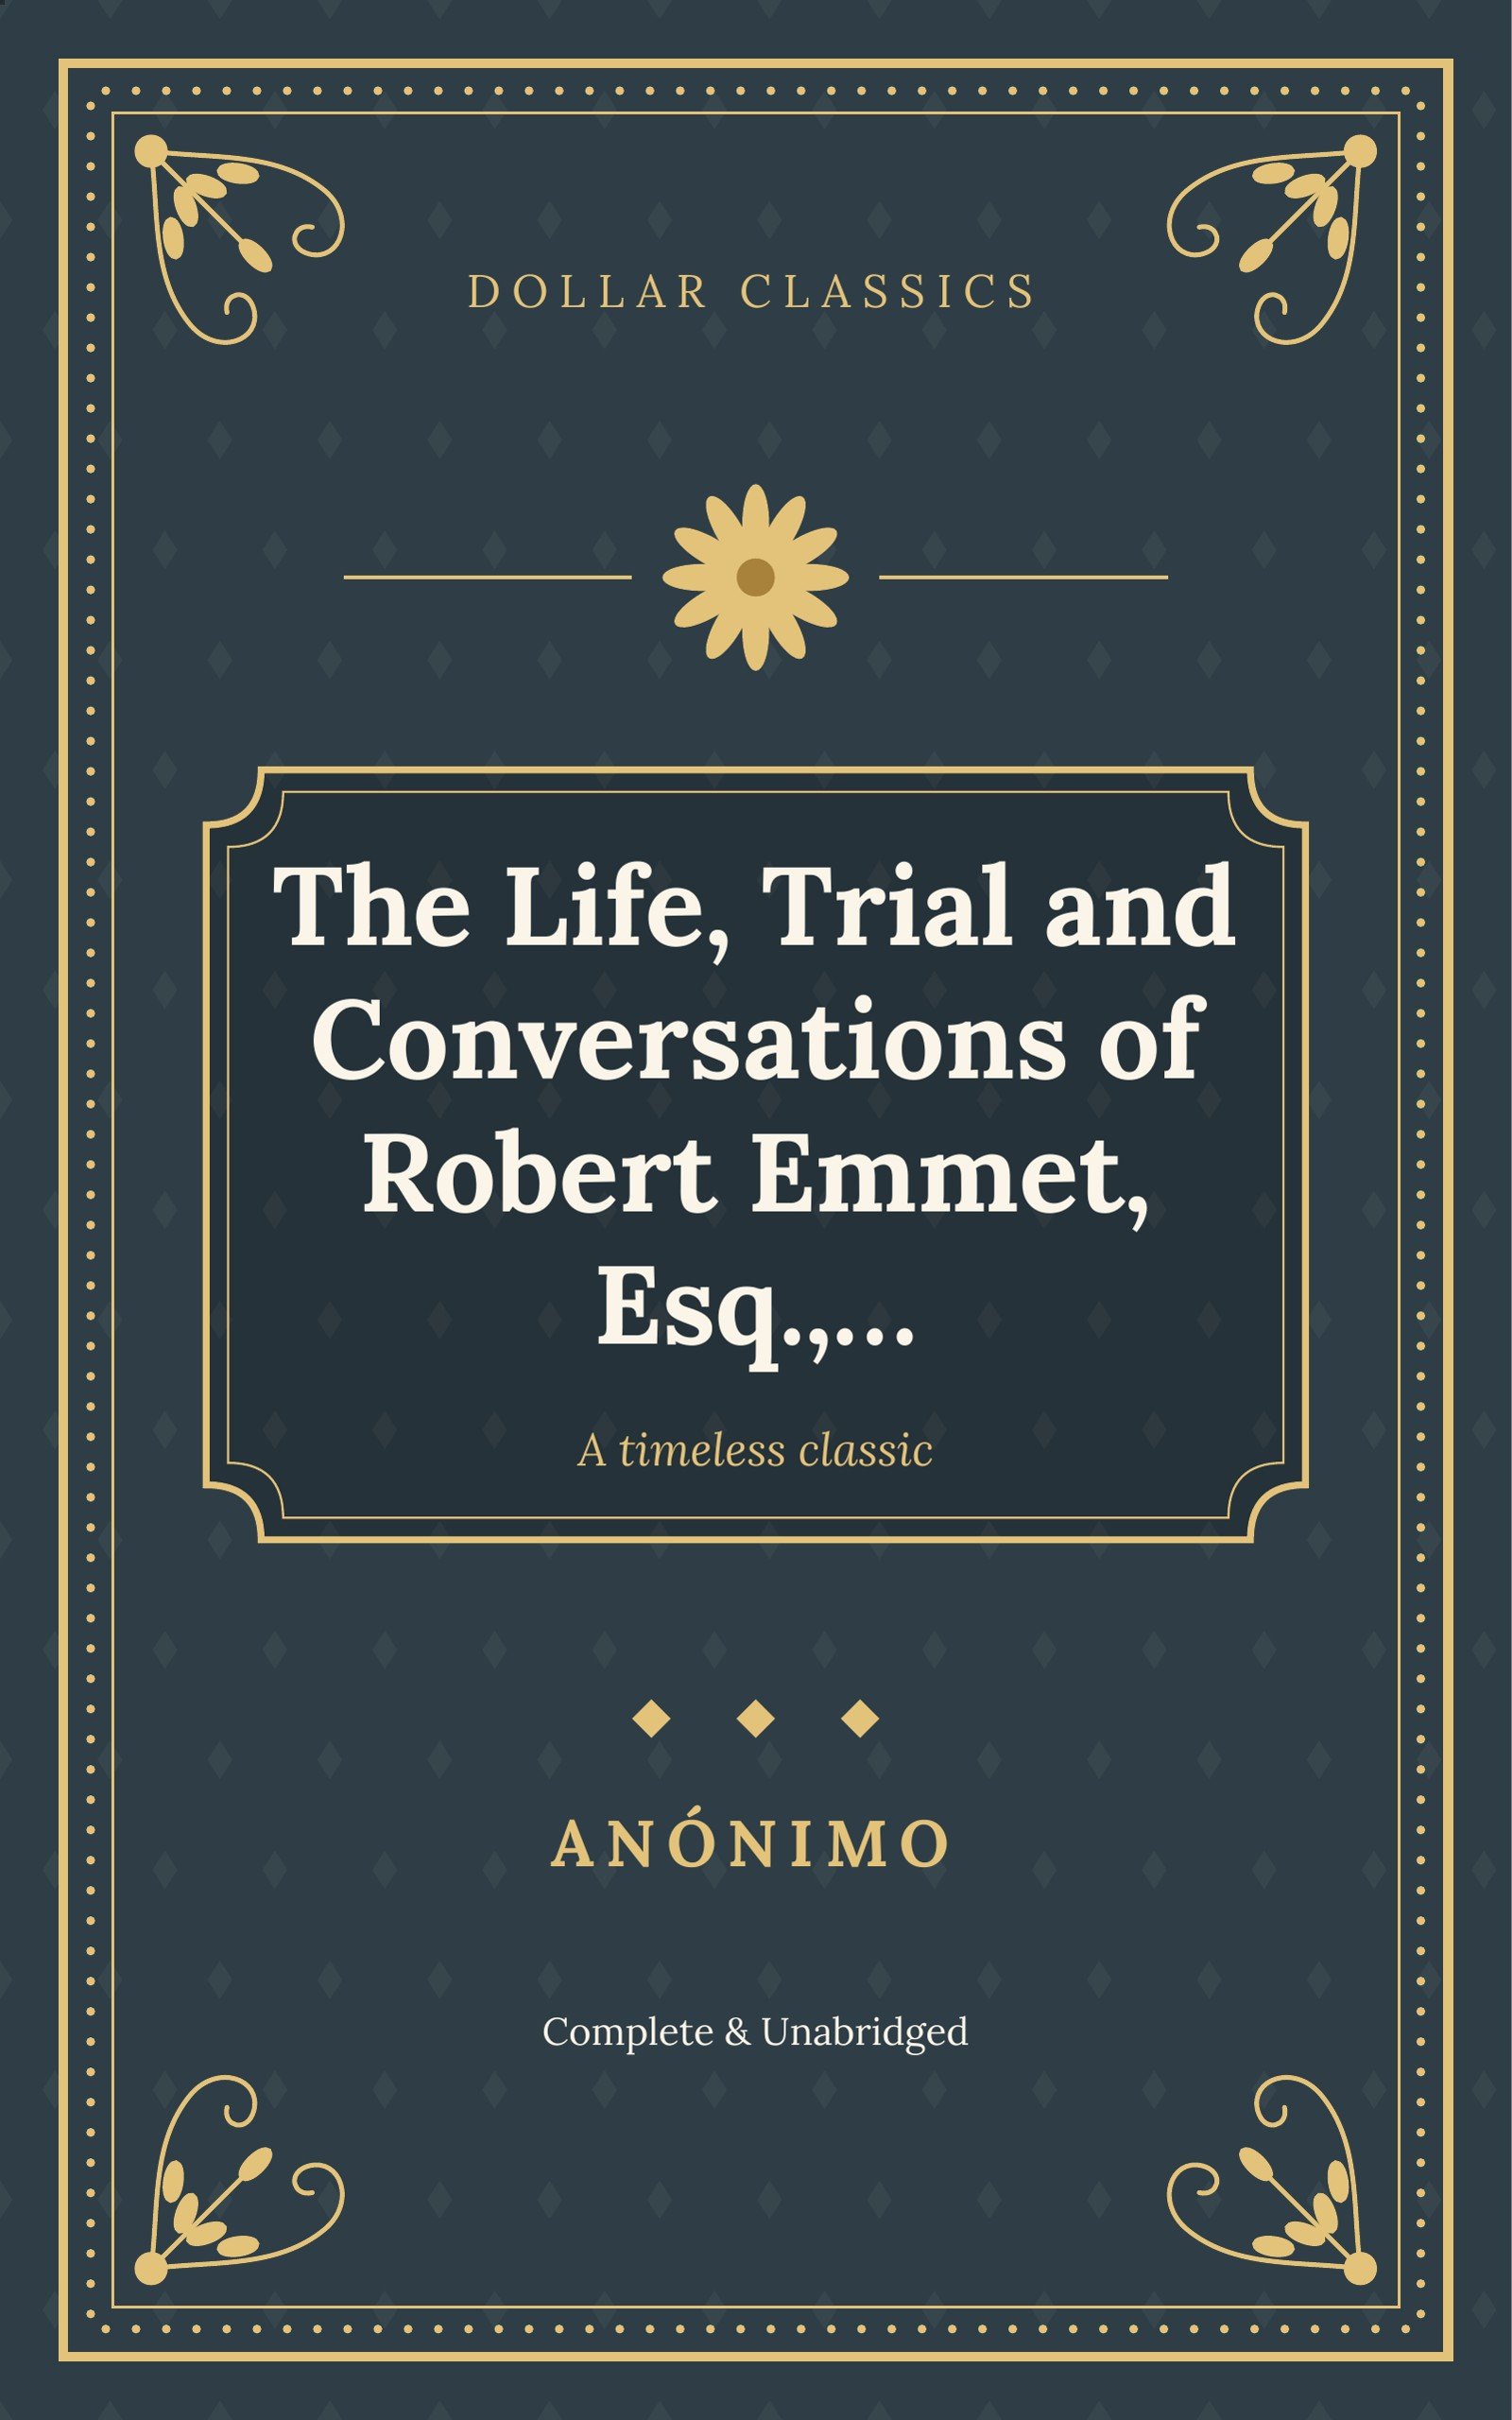 DOLLAR CLASSICS
The Life, Trial and
Conversations of
Robert Emmet,
Esq.,...
A timeless classic
ANÓNIMO
Complete & Unabridged